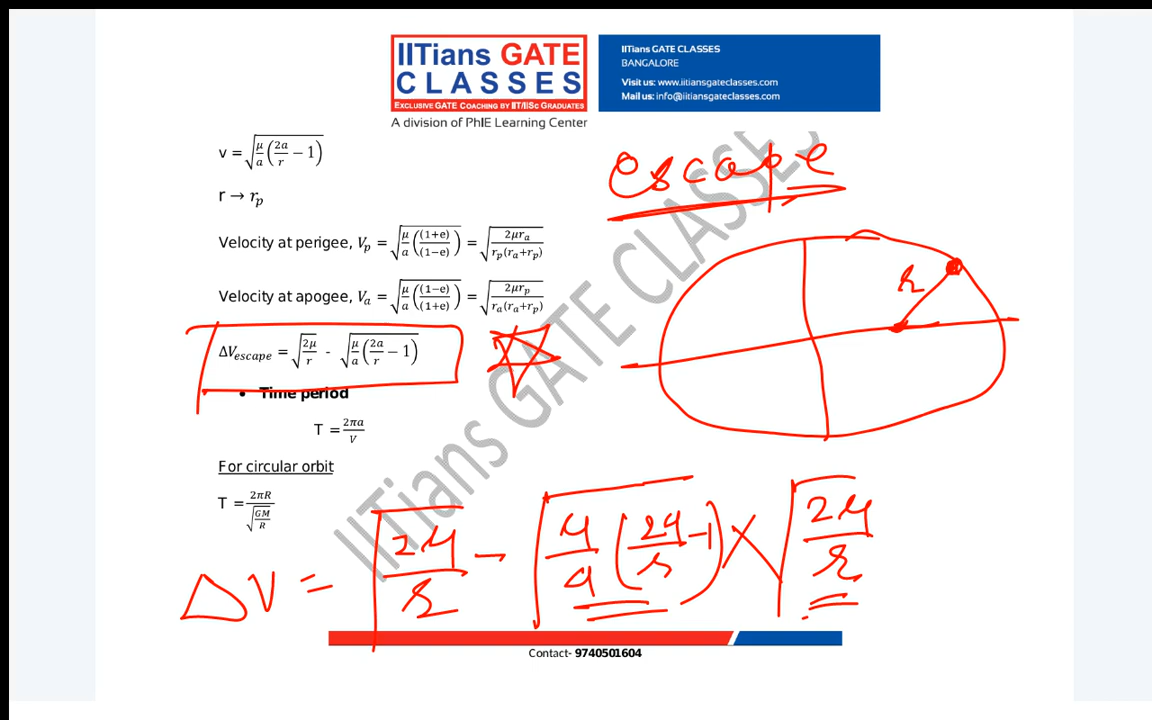 IITians GATE
CLASSES
EXCLUSIVE GATE COACHING BY IIT/IISc GRADUATES
A division of PhIE Learning Center
IITians GATE CLASSES
BANGALORE
Visit us: www.iitiansgateclasses.com
Mail us: info@iitiansgateclasses.com
v = √(μ/a (2a/r − 1))
escape
r → r_p
Velocity at perigee, V_p = √(μ/a ((1+e)/(1−e))) = √(2μr_a / r_p(r_a+r_p))
r
Velocity at apogee, V_a = √(μ/a ((1−e)/(1+e))) = √(2μr_p / r_a(r_a+r_p))
ΔV_escape = √(2μ/r) - √(μ/a (2a/r − 1))
• Time period
T = 2πa/V
For circular orbit
T = 2πR/√(GM/R)
ΔV = √(2μ/r) − √(μ/a (2a/r − 1)) × √(2μ/r)
IITians GATE CLASSES
Contact- 9740501604